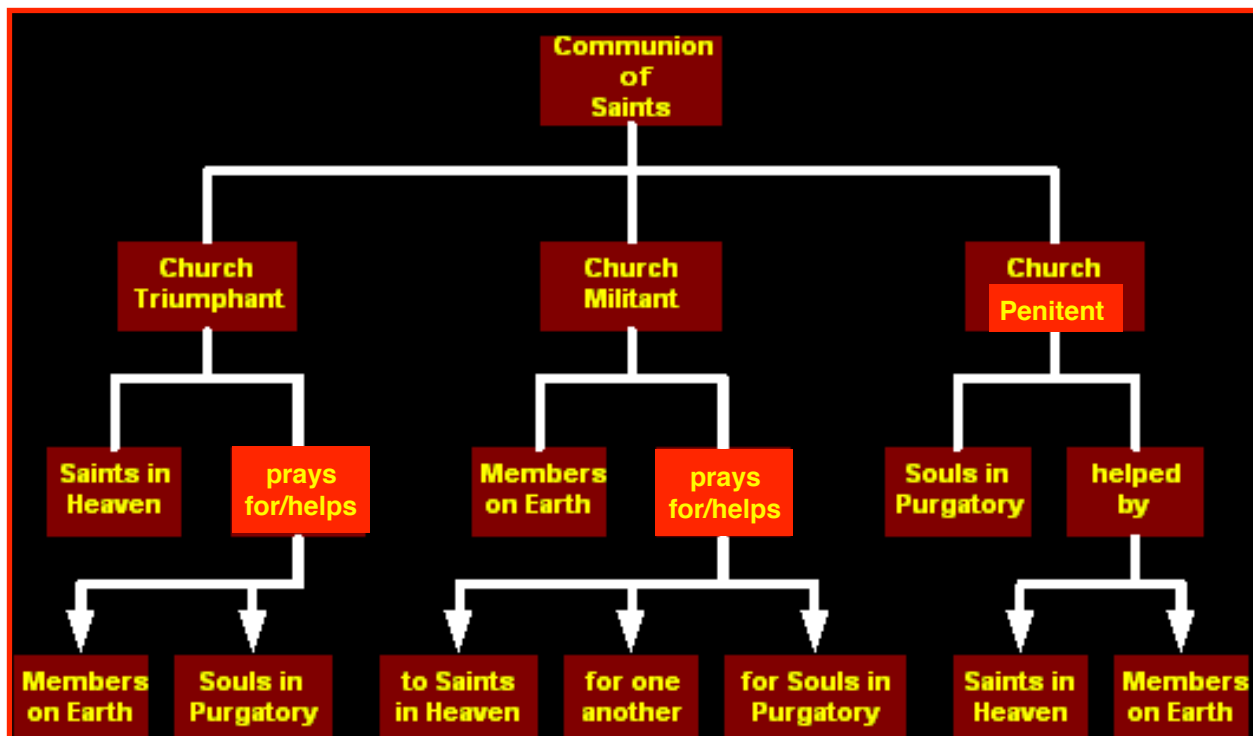 Communion
of
Saints
Church
Triumphant
Church
Militant
Church
Penitent
Saints in
Heaven
prays
for/helps
Members
on Earth
prays
for/helps
Souls in
Purgatory
helped
by
Members
on Earth
Souls in
Purgatory
to Saints
in Heaven
for one
another
for Souls in
Purgatory
Saints in
Heaven
Members
on Earth